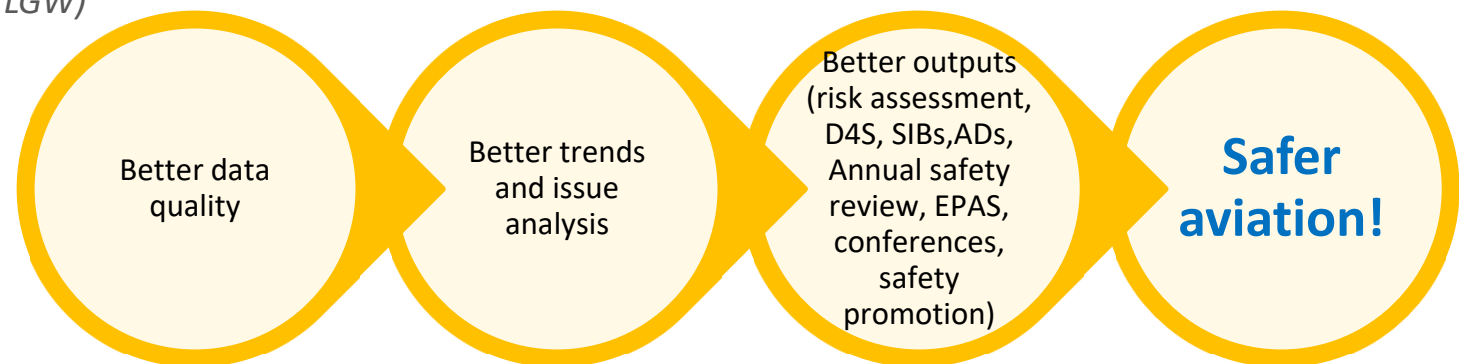 LGW)
Better data
quality
Better trends
and issue
analysis
Better outputs
(risk assessment,
D4S, SIBs,ADs,
Annual safety
review, EPAS,
conferences,
safety
promotion)
Safer
aviation!